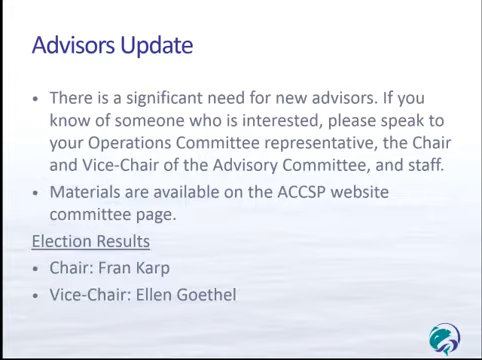 Advisors Update
• There is a significant need for new advisors. If you
know of someone who is interested, please speak to
your Operations Committee representative, the Chair
and Vice-Chair of the Advisory Committee, and staff.
• Materials are available on the ACCSP website
committee page.
Election Results
• Chair: Fran Karp
• Vice-Chair: Ellen Goethel